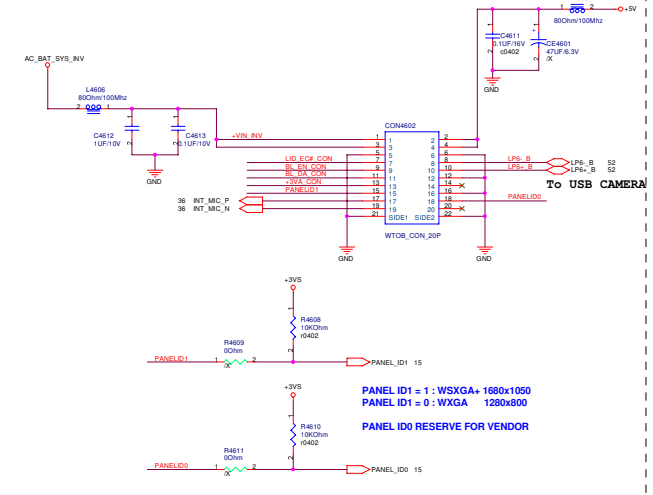 +5V
80Ohm/100Mhz
1 2
C4611
0.1UF/16V
c0402
CE4601
47UF/6.3V
/X
GND
AC_BAT_SYS_INV
L4606
80Ohm/100Mhz
2 1
C4612
1UF/10V
C4613
0.1UF/10V
GND
CON4602
+VIN_INV 1 1 2 2
3 3 4 4
5 5 6 6
LID_EC#_CON 7 7 8 8 LP6-_B LP6-_B 52
BL_EN_CON 9 9 10 10 LP6+_B LP6+_B 52
BL_DA_CON 11 11 12 12
+3VA_CON 13 13 14 14
PANELID1 15 15 16 16
36 INT_MIC_P 17 17 18 18 PANELID0
36 INT_MIC_N 19 19 20 20
21 SIDE1 SIDE2 22
To USB CAMERA
WTOB_CON_20P
GND
GND
+3VS
R4608
10KOhm
r0402
R4609
0Ohm
PANELID1 1 2
/X
PANEL_ID1 15
+3VS
PANEL ID1 = 1 : WSXGA+ 1680x1050
PANEL ID1 = 0 : WXGA 1280x800
PANEL ID0 RESERVE FOR VENDOR
R4610
10KOhm
r0402
R4611
0Ohm
PANELID0 1 2
/X
PANEL_ID0 15